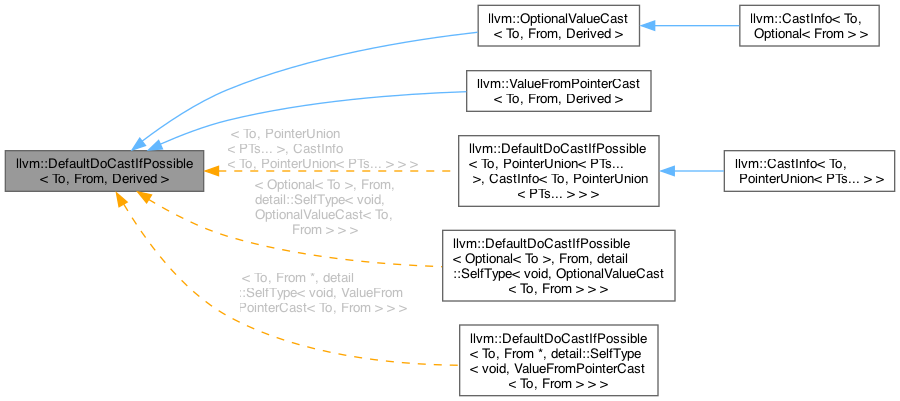 llvm::OptionalValueCast
< To, From, Derived >
llvm::CastInfo< To,
Optional< From > >
llvm::ValueFromPointerCast
< To, From, Derived >
llvm::DefaultDoCastIfPossible
< To, From, Derived >
< To, PointerUnion
< PTs... >, CastInfo
< To, PointerUnion< PTs... > > >
llvm::DefaultDoCastIfPossible
< To, PointerUnion< PTs...
>, CastInfo< To, PointerUnion
< PTs... > > >
llvm::CastInfo< To,
PointerUnion< PTs... > >
< Optional< To >, From,
detail::SelfType< void,
OptionalValueCast< To,
From > > >
llvm::DefaultDoCastIfPossible
< Optional< To >, From, detail
::SelfType< void, OptionalValueCast
< To, From > > >
< To, From *, detail
::SelfType< void, ValueFrom
PointerCast< To, From > > >
llvm::DefaultDoCastIfPossible
< To, From *, detail::SelfType
< void, ValueFromPointerCast
< To, From > > >